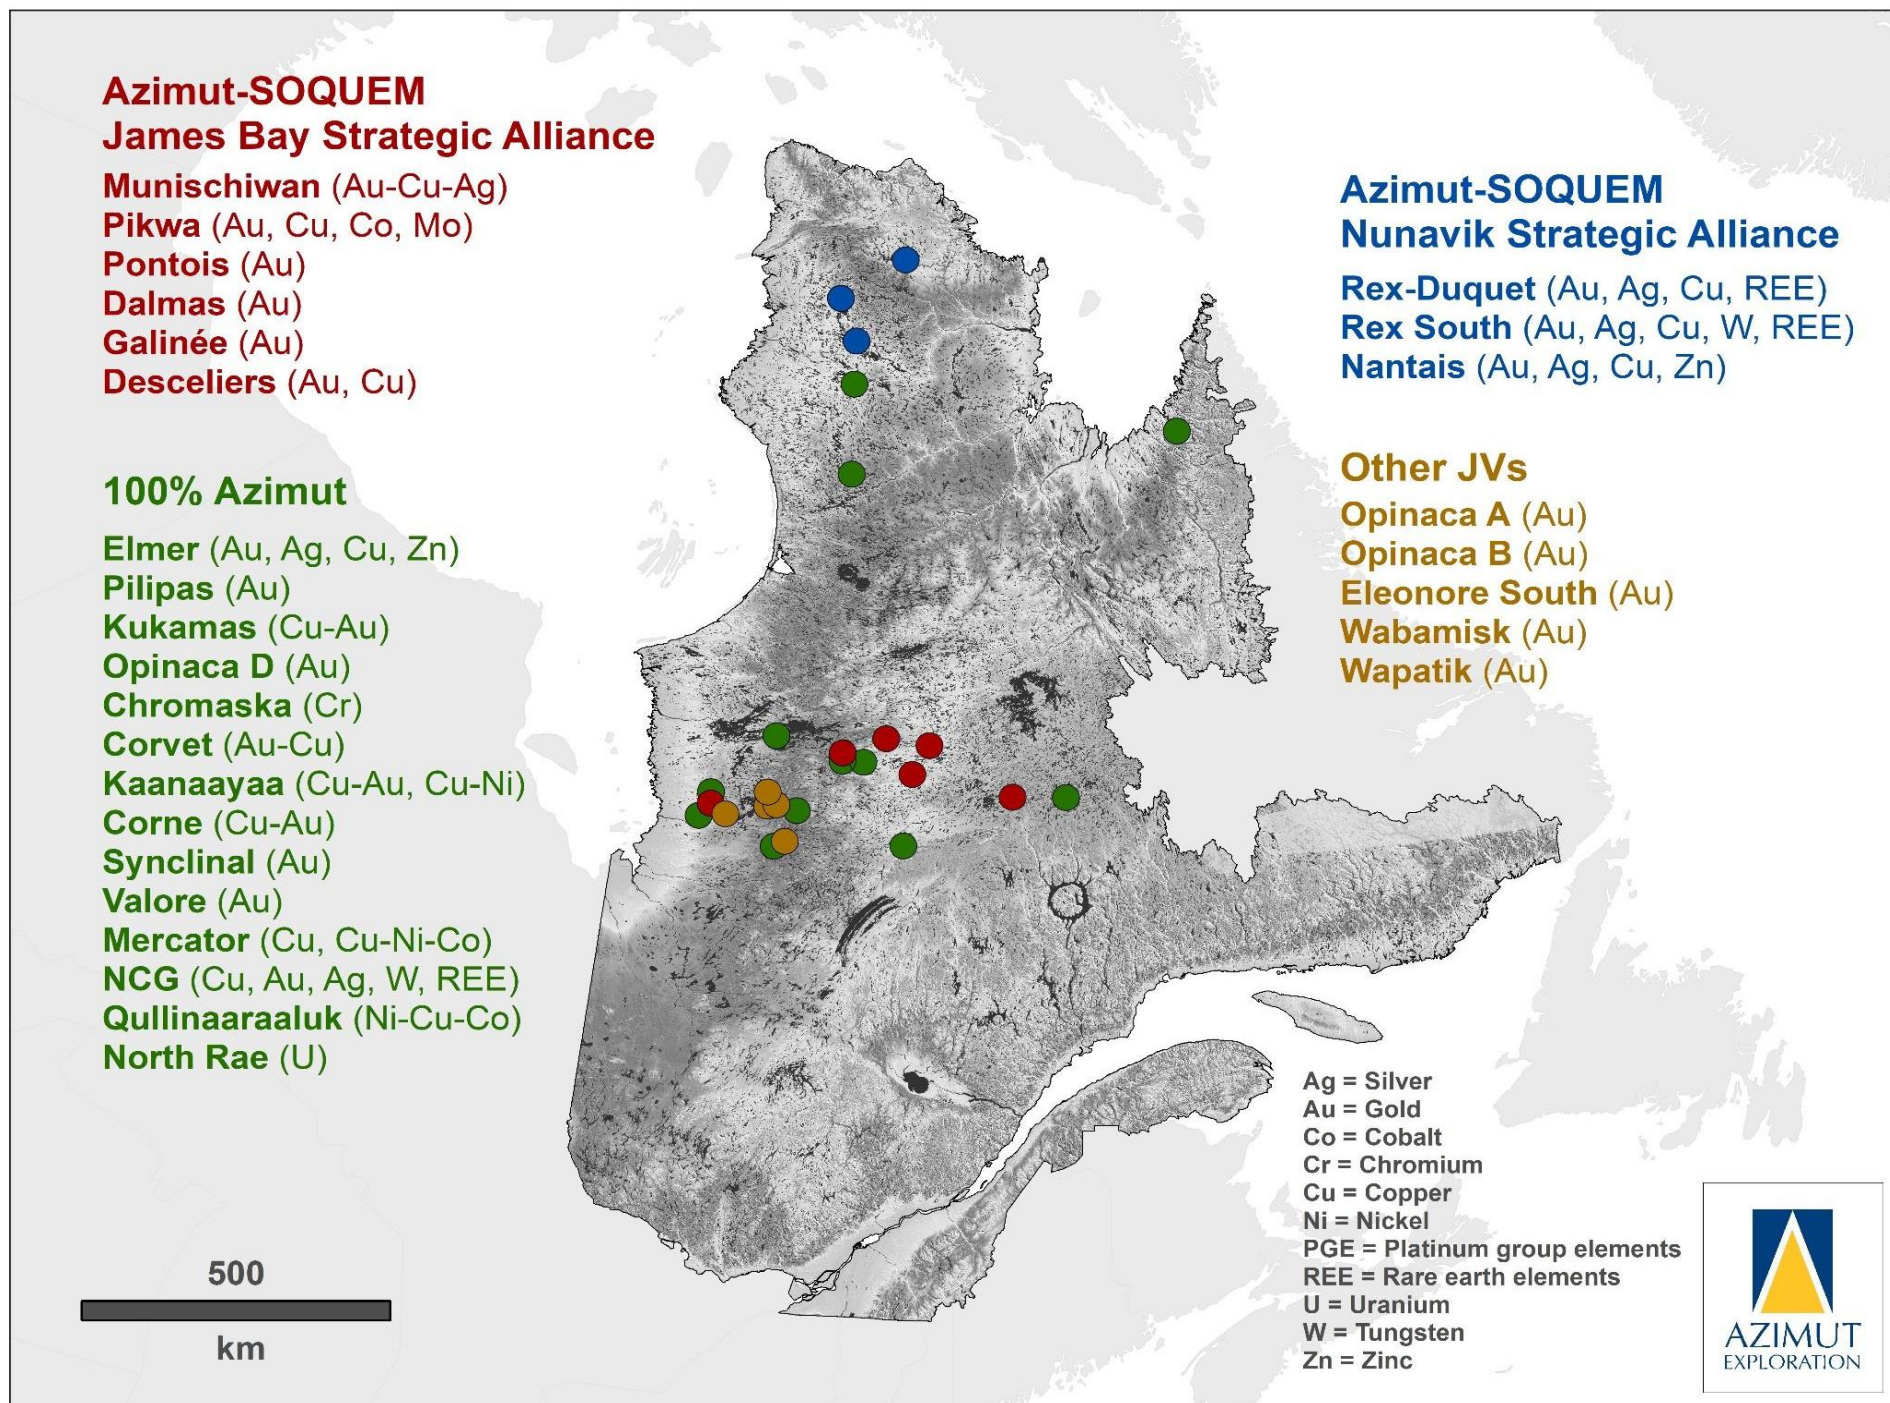 Azimut-SOQUEM
James Bay Strategic Alliance
Munischiwan (Au-Cu-Ag)
Pikwa (Au, Cu, Co, Mo)
Pontois (Au)
Dalmas (Au)
Galinée (Au)
Desceliers (Au, Cu)
100% Azimut
Elmer (Au, Ag, Cu, Zn)
Pilipas (Au)
Kukamas (Cu-Au)
Opinaca D (Au)
Chromaska (Cr)
Corvet (Au-Cu)
Kaanaayaa (Cu-Au, Cu-Ni)
Corne (Cu-Au)
Synclinal (Au)
Valore (Au)
Mercator (Cu, Cu-Ni-Co)
NCG (Cu, Au, Ag, W, REE)
Qullinaaraaluk (Ni-Cu-Co)
North Rae (U)
500
km
Azimut-SOQUEM
Nunavik Strategic Alliance
Rex-Duquet (Au, Ag, Cu, REE)
Rex South (Au, Ag, Cu, W, REE)
Nantais (Au, Ag, Cu, Zn)
Other JVs
Opinaca A (Au)
Opinaca B (Au)
Eleonore South (Au)
Wabamisk (Au)
Wapatik (Au)
Ag = Silver
Au = Gold
Co = Cobalt
Cr = Chromium
Cu = Copper
Ni = Nickel
PGE = Platinum group elements
REE = Rare earth elements
U = Uranium
W = Tungsten
Zn = Zinc
AZIMUT
EXPLORATION